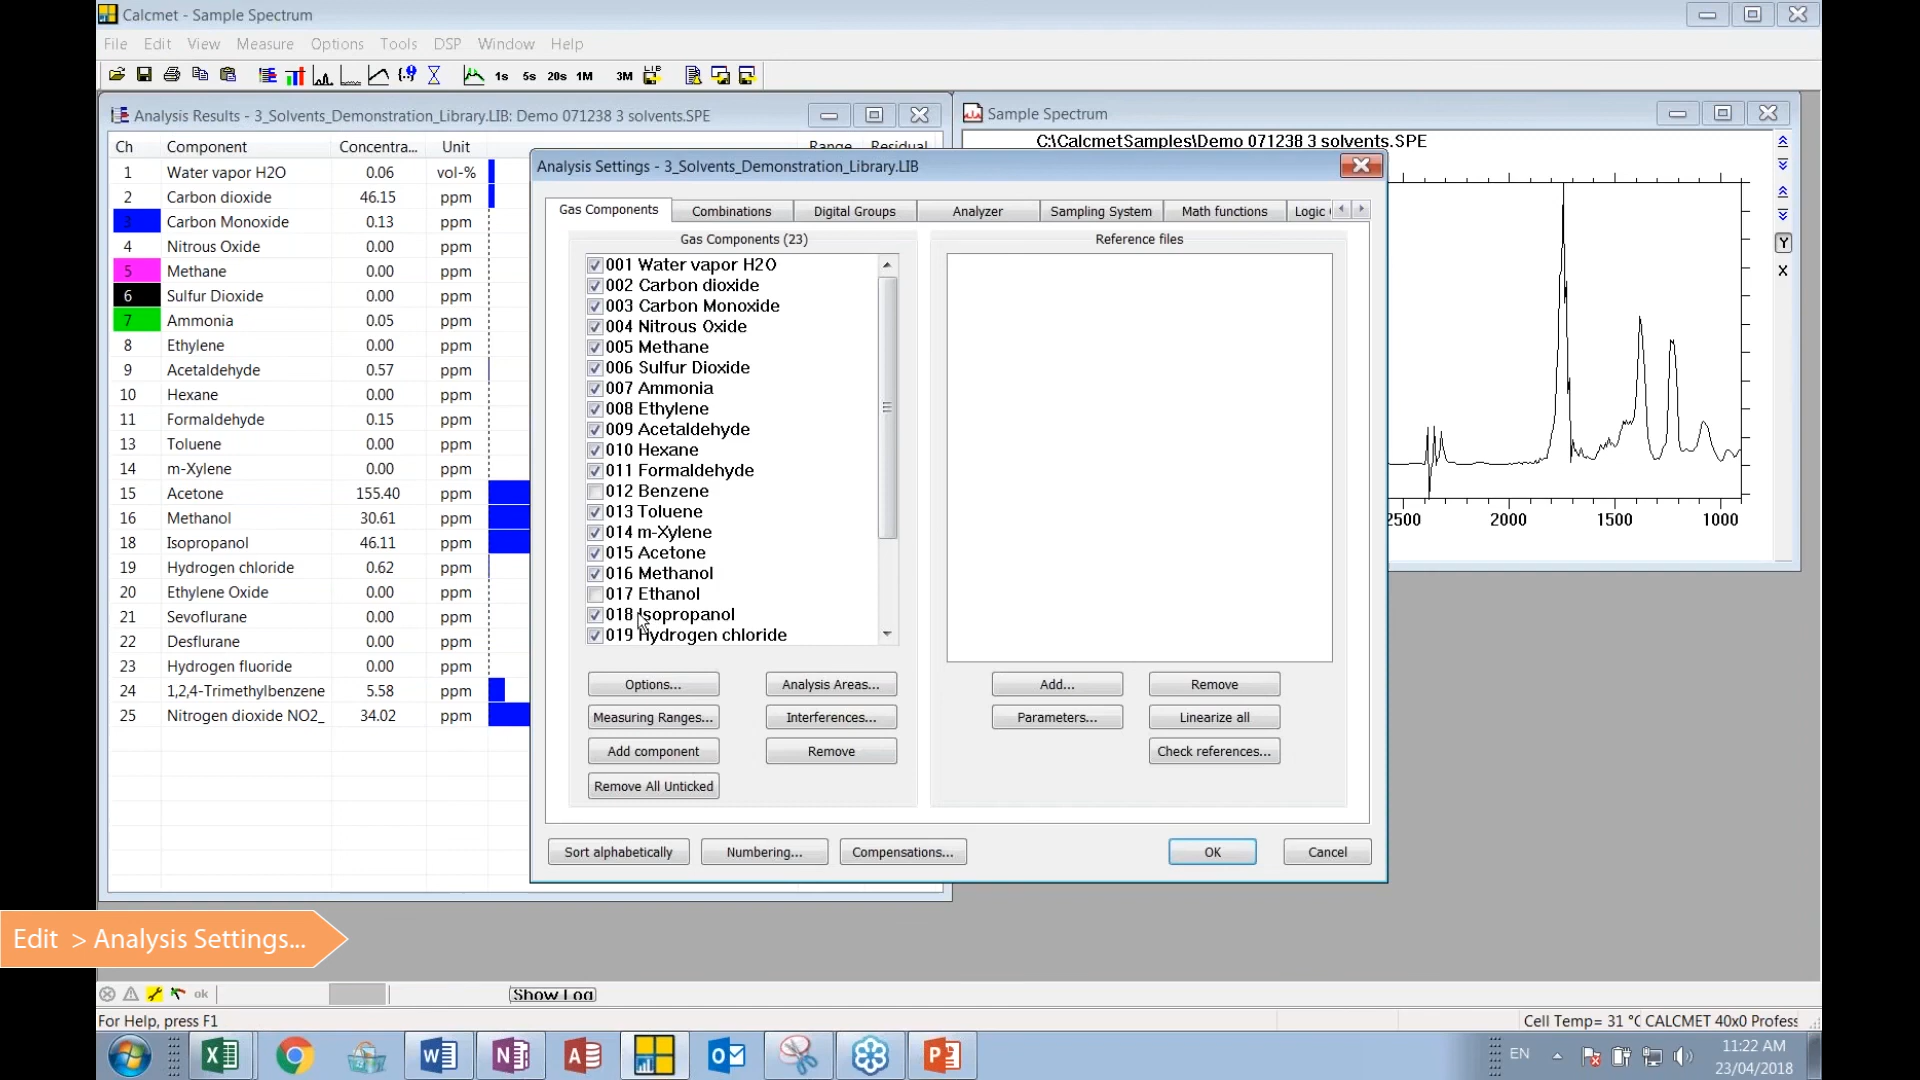 Calcmet - Sample Spectrum
File Edit View Measure Options Tools DSP Window Help
1s 5s 20s 1M 3M LIB
Analysis Results - 3_Solvents_Demonstration_Library.LIB: Demo 071238 3 solvents.SPE
Ch Component Concentra... Unit Range Residual
1 Water vapor H2O 0.06 vol-%
2 Carbon dioxide 46.15 ppm
3 Carbon Monoxide 0.13 ppm
4 Nitrous Oxide 0.00 ppm
5 Methane 0.00 ppm
6 Sulfur Dioxide 0.00 ppm
7 Ammonia 0.05 ppm
8 Ethylene 0.00 ppm
9 Acetaldehyde 0.57 ppm
10 Hexane 0.00 ppm
11 Formaldehyde 0.15 ppm
13 Toluene 0.00 ppm
14 m-Xylene 0.00 ppm
15 Acetone 155.40 ppm
16 Methanol 30.61 ppm
18 Isopropanol 46.11 ppm
19 Hydrogen chloride 0.62 ppm
20 Ethylene Oxide 0.00 ppm
21 Sevoflurane 0.00 ppm
22 Desflurane 0.00 ppm
23 Hydrogen fluoride 0.00 ppm
24 1,2,4-Trimethylbenzene 5.58 ppm
25 Nitrogen dioxide NO2_ 34.02 ppm
Analysis Settings - 3_Solvents_Demonstration_Library.LIB
Gas Components Combinations Digital Groups Analyzer Sampling System Math functions Logic
Gas Components (23)
001 Water vapor H2O
002 Carbon dioxide
003 Carbon Monoxide
004 Nitrous Oxide
005 Methane
006 Sulfur Dioxide
007 Ammonia
008 Ethylene
009 Acetaldehyde
010 Hexane
011 Formaldehyde
012 Benzene
013 Toluene
014 m-Xylene
015 Acetone
016 Methanol
017 Ethanol
018 Isopropanol
019 Hydrogen chloride
Options... Analysis Areas...
Measuring Ranges... Interferences...
Add component Remove
Remove All Unticked
Reference files
Add... Remove
Parameters... Linearize all
Check references...
Sort alphabetically Numbering... Compensations... OK Cancel
Sample Spectrum
C:\CalcmetSamples\Demo 071238 3 solvents.SPE
Y
X
2500 2000 1500 1000
Edit > Analysis Settings...
ok Show Log
For Help, press F1
Cell Temp= 31 °C CALCMET 40x0 Profess
EN
11:22 AM
23/04/2018